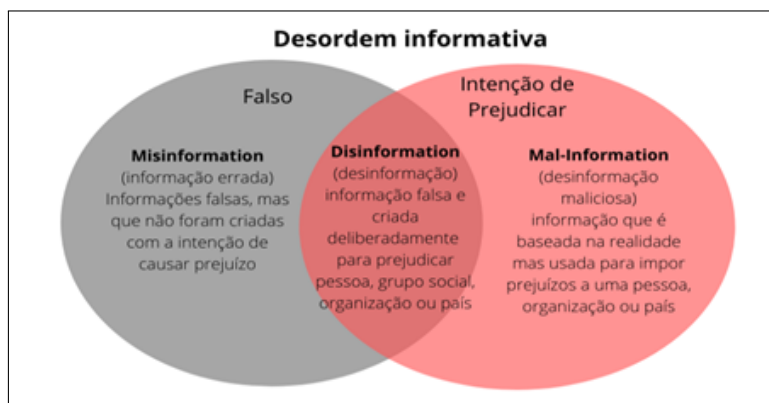 Desordem informativa
Falso
Intenção de
Prejudicar
Misinformation
(informação errada)
Informações falsas, mas
que não foram criadas
com a intenção de
causar prejuízo
Disinformation
(desinformação)
informação falsa e
criada
deliberadamente
para prejudicar
pessoa, grupo social,
organização ou país
Mal-Information
(desinformação
maliciosa)
informação que é
baseada na realidade
mas usada para impor
prejuízos a uma pessoa,
organização ou país